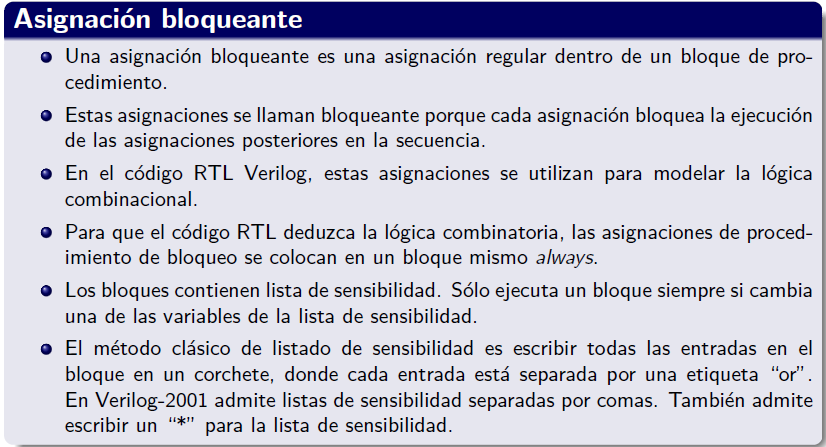 Asignación bloqueante
Una asignación bloqueante es una asignación regular dentro de un bloque de pro-
cedimiento.
Estas asignaciones se llaman bloqueante porque cada asignación bloquea la ejecución
de las asignaciones posteriores en la secuencia.
En el código RTL Verilog, estas asignaciones se utilizan para modelar la lógica
combinacional.
Para que el código RTL deduzca la lógica combinatoria, las asignaciones de proced-
imiento de bloqueo se colocan en un bloque mismo always.
Los bloques contienen lista de sensibilidad. Sólo ejecuta un bloque siempre si cambia
una de las variables de la lista de sensibilidad.
El método clásico de listado de sensibilidad es escribir todas las entradas en el
bloque en un corchete, donde cada entrada está separada por una etiqueta “or”.
En Verilog-2001 admite listas de sensibilidad separadas por comas. También admite
escribir un “*” para la lista de sensibilidad.